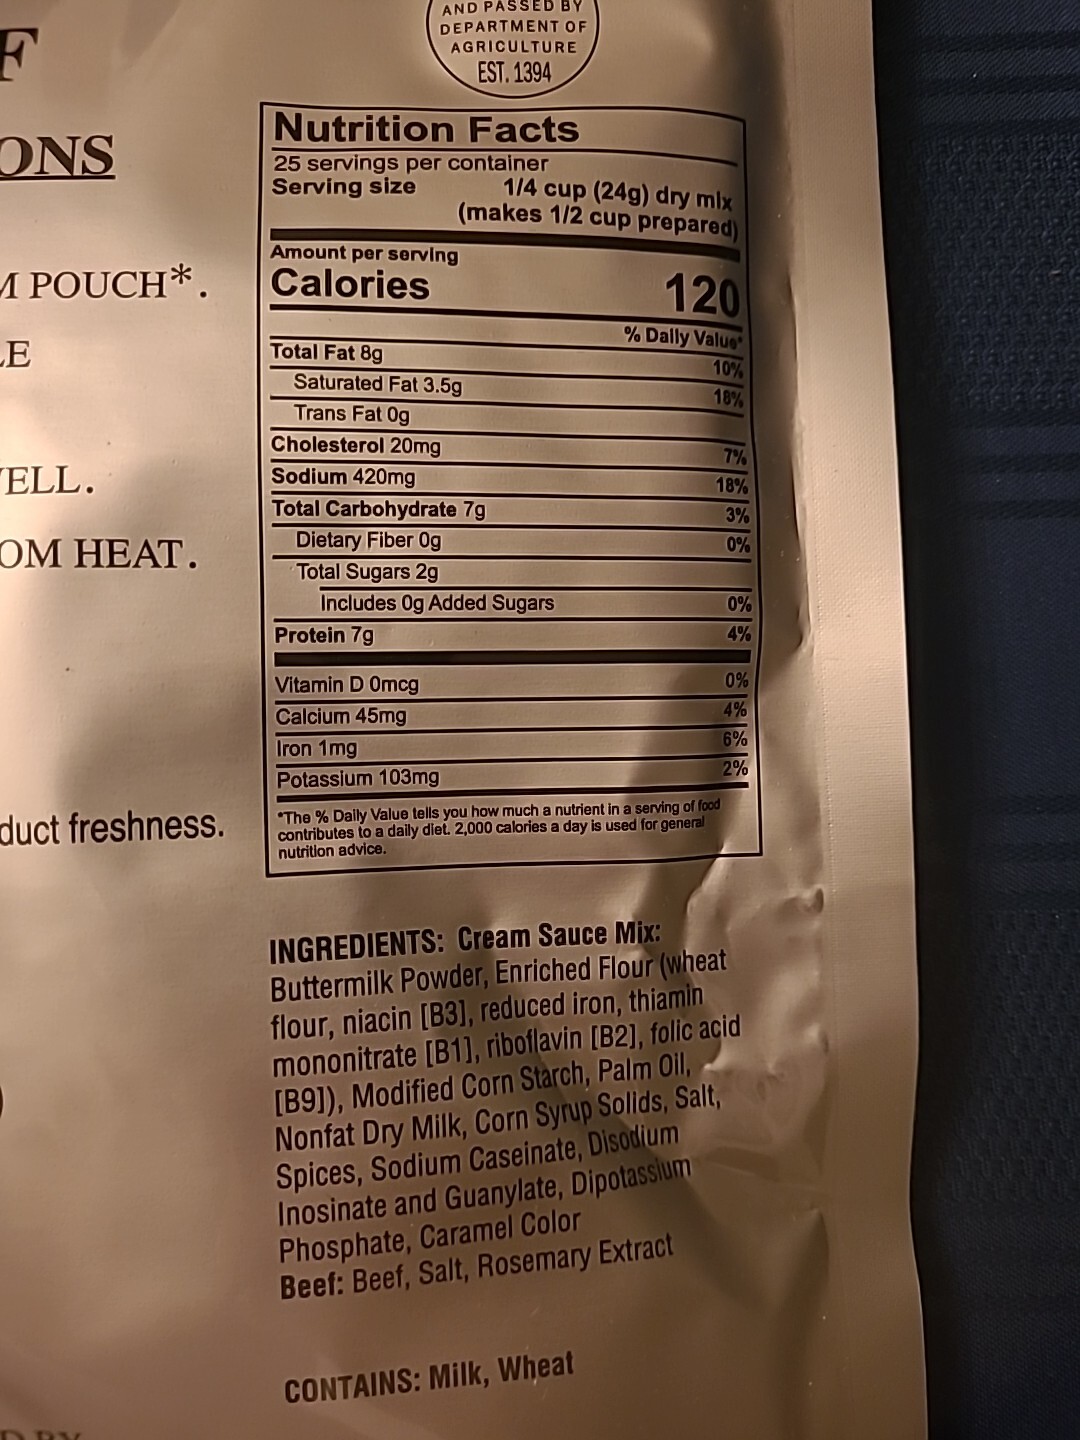 AND PASSED BY
DEPARTMENT OF
AGRICULTURE
EST. 1394
F
ONS
M POUCH*.
LE
ELL.
OM HEAT.
duct freshness.
Nutrition Facts
25 servings per container
Serving size 1/4 cup (24g) dry mix
(makes 1/2 cup prepared)
Amount per serving
Calories 120
% Daily Value*
Total Fat 8g 10%
Saturated Fat 3.5g 18%
Trans Fat 0g
Cholesterol 20mg 7%
Sodium 420mg 18%
Total Carbohydrate 7g 3%
Dietary Fiber 0g 0%
Total Sugars 2g
Includes 0g Added Sugars 0%
Protein 7g 4%
Vitamin D 0mcg 0%
Calcium 45mg 4%
Iron 1mg 6%
Potassium 103mg 2%
*The % Daily Value tells you how much a nutrient in a serving of food
contributes to a daily diet. 2,000 calories a day is used for general
nutrition advice.
INGREDIENTS: Cream Sauce Mix:
Buttermilk Powder, Enriched Flour (wheat
flour, niacin [B3], reduced iron, thiamin
mononitrate [B1], riboflavin [B2], folic acid
[B9]), Modified Corn Starch, Palm Oil,
Nonfat Dry Milk, Corn Syrup Solids, Salt,
Spices, Sodium Caseinate, Disodium
Inosinate and Guanylate, Dipotassium
Phosphate, Caramel Color
Beef: Beef, Salt, Rosemary Extract
CONTAINS: Milk, Wheat